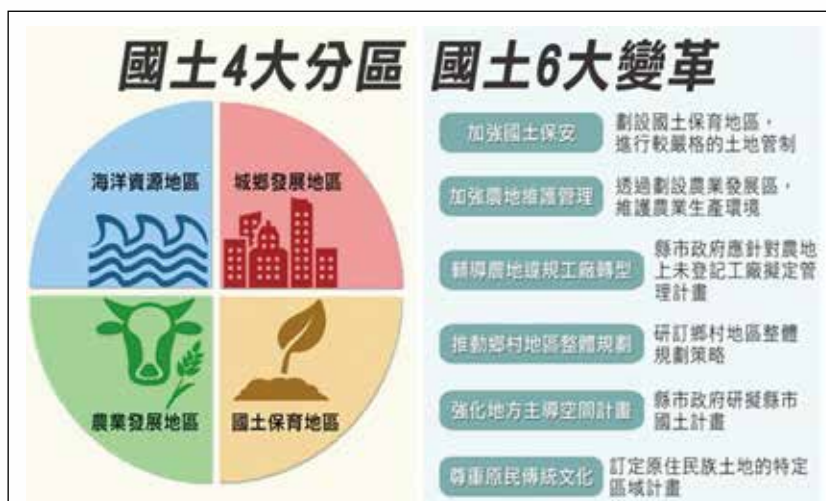 國土4大分區
海洋資源地區
城鄉發展地區
農業發展地區
國土保育地區
國土6大變革
加強國土保安
劃設國土保育地區，
進行較嚴格的土地管制
加強農地維護管理
透過劃設農業發展區，
維護農業生產環境
輔導農地違規工廠轉型
縣市政府應針對農地
上未登記工廠擬定管
理計畫
推動鄉村地區整體規劃
研訂鄉村地區整體
規劃策略
強化地方主導空間計畫
縣市政府研擬縣市
國土計畫
尊重原民傳統文化
訂定原住民族土地的特定
區域計畫